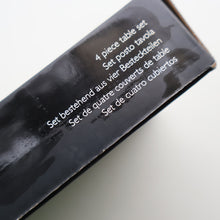 4 piece table set
Set posto tavola
Set bestehend aus vier Besteckteilen
Set de quatre couverts de table
Set de cuatro cubiertos